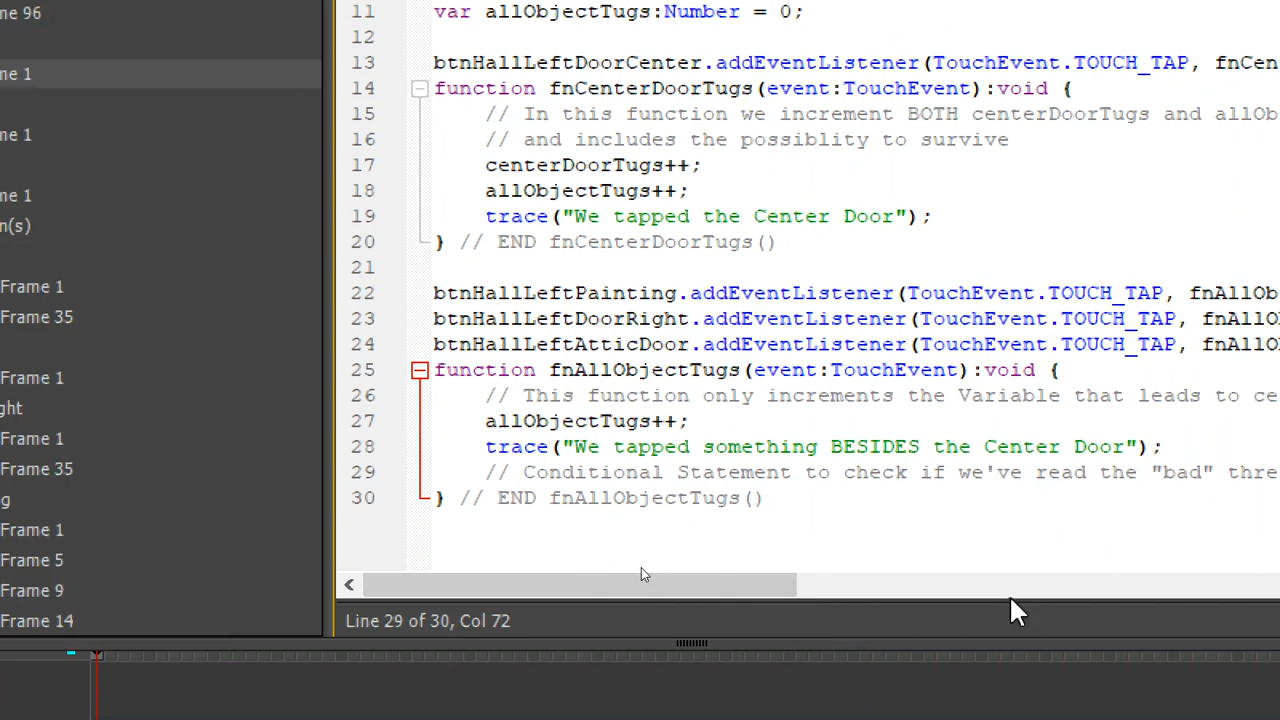 me 96
me 1
me 1
me 1
n(s)
Frame 1
Frame 35
Frame 1
ght
Frame 1
Frame 35
g
Frame 1
Frame 5
Frame 9
Frame 14
11 var allObjectTugs:Number = 0;
12
13 btnHallLeftDoorCenter.addEventListener(TouchEvent.TOUCH_TAP, fnCen
14 function fnCenterDoorTugs(event:TouchEvent):void {
15 // In this function we increment BOTH centerDoorTugs and allOb
16 // and includes the possiblity to survive
17 centerDoorTugs++;
18 allObjectTugs++;
19 trace("We tapped the Center Door");
20 } // END fnCenterDoorTugs()
21
22 btnHallLeftPainting.addEventListener(TouchEvent.TOUCH_TAP, fnAllOb
23 btnHallLeftDoorRight.addEventListener(TouchEvent.TOUCH_TAP, fnAllO
24 btnHallLeftAtticDoor.addEventListener(TouchEvent.TOUCH_TAP, fnAllO
25 function fnAllObjectTugs(event:TouchEvent):void {
26 // This function only increments the Variable that leads to ce
27 allObjectTugs++;
28 trace("We tapped something BESIDES the Center Door");
29 // Conditional Statement to check if we've read the "bad" thre
30 } // END fnAllObjectTugs()
Line 29 of 30, Col 72